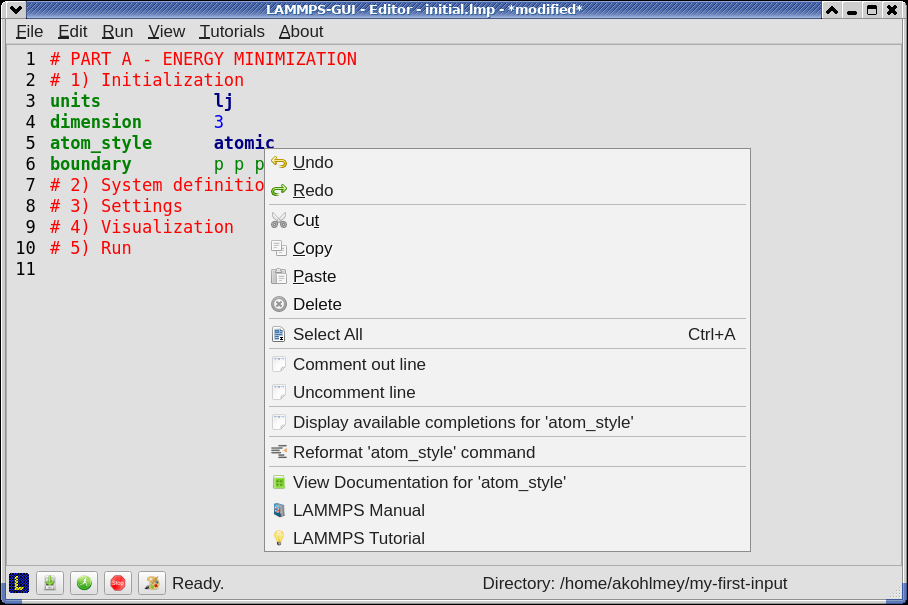 LAMMPS-GUI - Editor - initial.lmp - *modified*
File Edit Run View Tutorials About
1 # PART A - ENERGY MINIMIZATION
2 # 1) Initialization
3 units lj
4 dimension 3
5 atom_style atomic
6 boundary p p p
7 # 2) System definitio
8 # 3) Settings
9 # 4) Visualization
10 # 5) Run
11
Undo
Redo
Cut
Copy
Paste
Delete
Select All Ctrl+A
Comment out line
Uncomment line
Display available completions for 'atom_style'
Reformat 'atom_style' command
View Documentation for 'atom_style'
LAMMPS Manual
LAMMPS Tutorial
L Stop Ready. Directory: /home/akohlmey/my-first-input